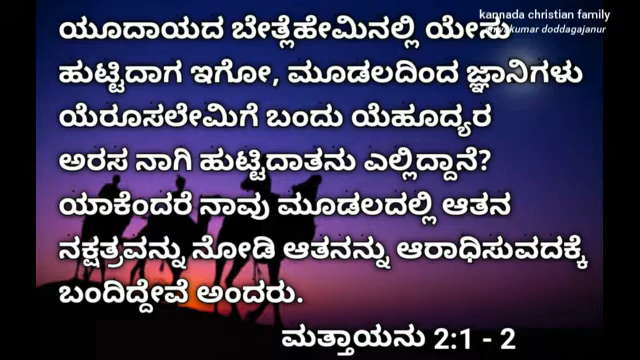 kannada christian family
ಯೂದಾಯದ ಬೇತ್ಲೆಹೇಮಿನಲ್ಲಿ ಯೇಸು
doddagajanur
ಹುಟ್ಟಿದಾಗ ಇಗೋ, ಮೂಡಲದಿಂದ ಜ್ಞಾನಿಗಳು
ಯೆರೂಸಲೇಮಿಗೆ ಬಂದು ಯೆಹೂದ್ಯರ
ಅರಸ ನಾಗಿ ಹುಟ್ಟಿದಾತನು ಎಲ್ಲಿದ್ದಾನೆ?
ಯಾಕೆಂದರೆ ನಾವು ಮೂಡಲದಲ್ಲಿ ಆತನ
ನಕ್ಷತ್ರವನ್ನು ನೋಡಿ ಆತನನ್ನು ಆರಾಧಿಸುವದಕ್ಕೆ
ಬಂದಿದ್ದೇವೆ ಅಂದರು.
ಮತ್ತಾಯನು 2:1 - 2